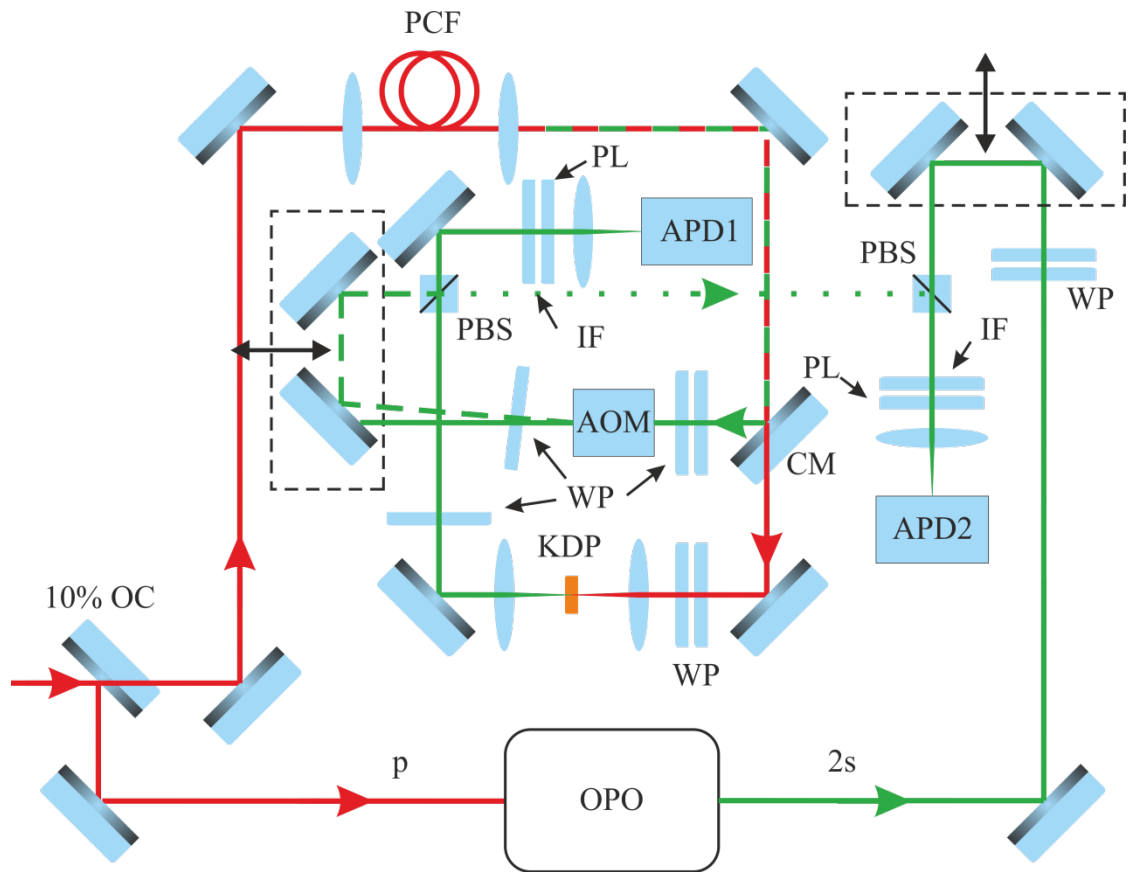 PCF
PL
APD1
PBS
WP
PBS
IF
IF
PL
AOM
CM
WP
APD2
KDP
10% OC
WP
p
2s
OPO